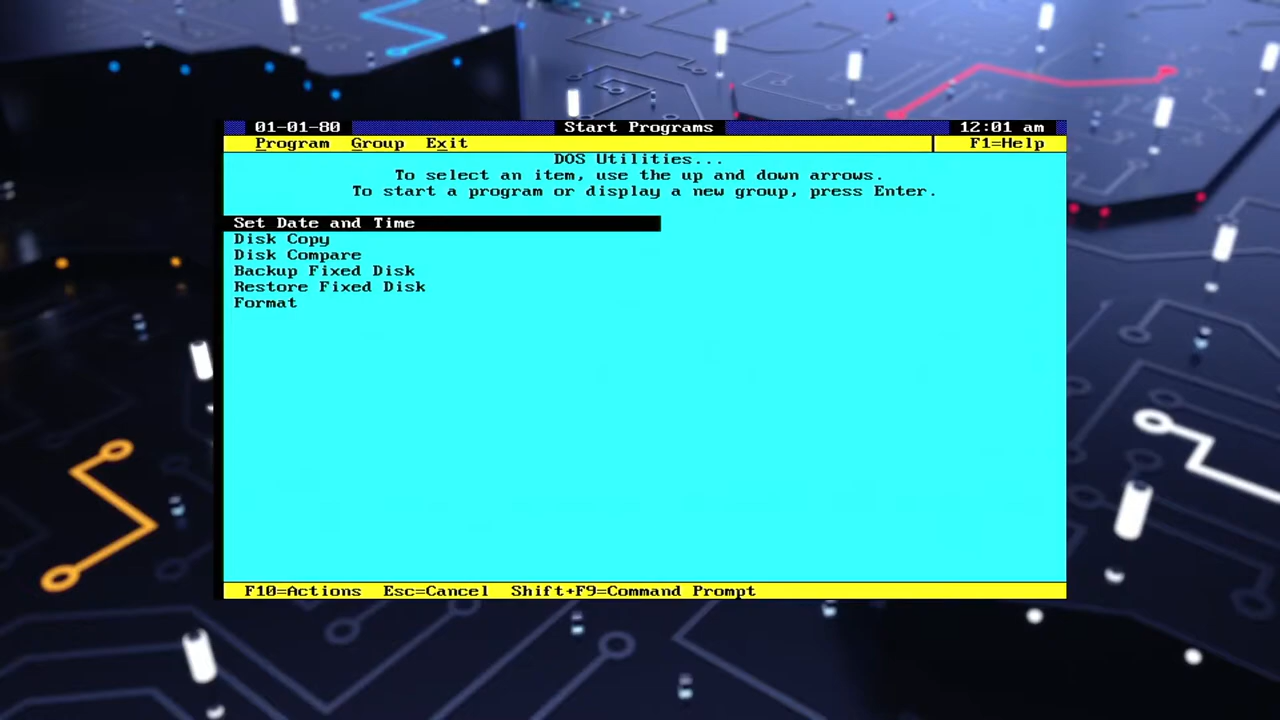 01-01-80 Start Programs 12:01 am
Program Group Exit F1=Help
DOS Utilities...
To select an item, use the up and down arrows.
To start a program or display a new group, press Enter.
Set Date and Time
Disk Copy
Disk Compare
Backup Fixed Disk
Restore Fixed Disk
Format
F10=Actions Esc=Cancel Shift+F9=Command Prompt